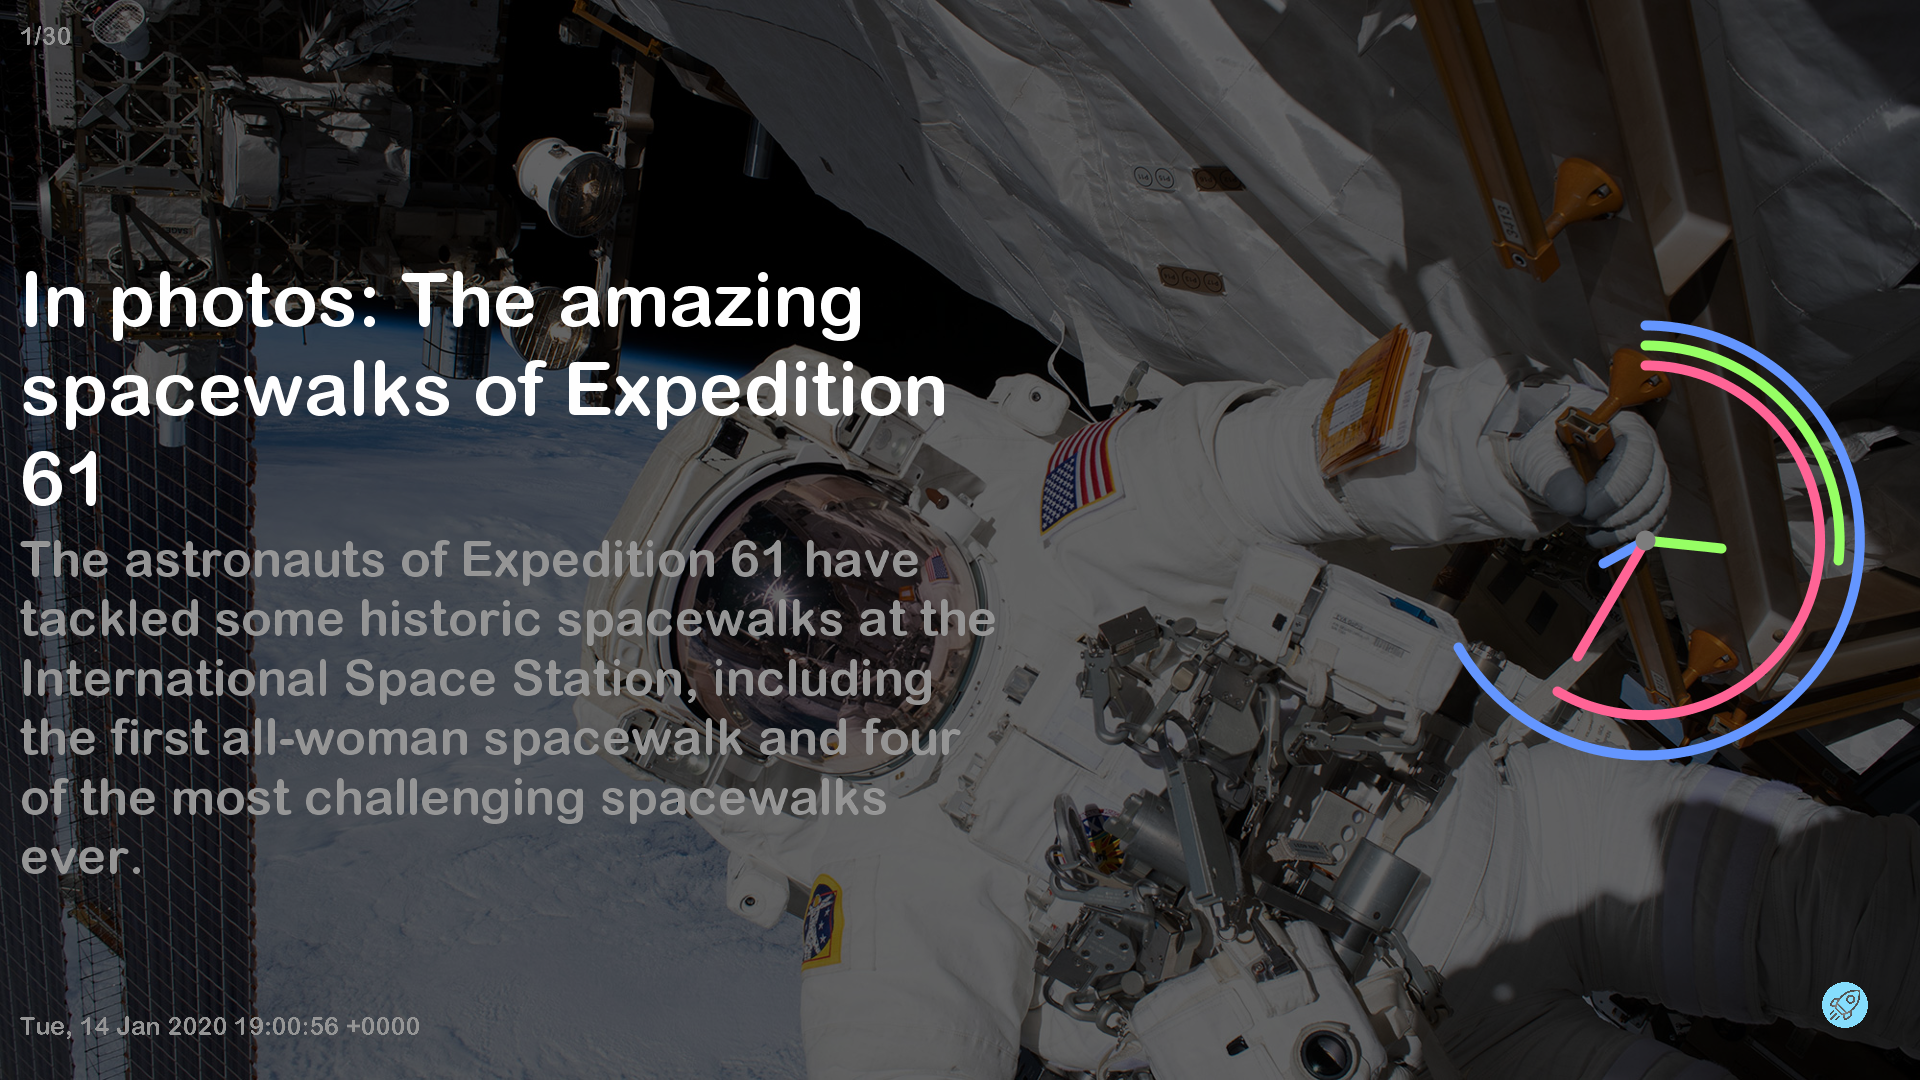 1/30
In photos: The amazing
spacewalks of Expedition
61
The astronauts of Expedition 61 have
tackled some historic spacewalks at the
International Space Station, including
the first all-woman spacewalk and four
of the most challenging spacewalks
ever.
Tue, 14 Jan 2020 19:00:56 +0000